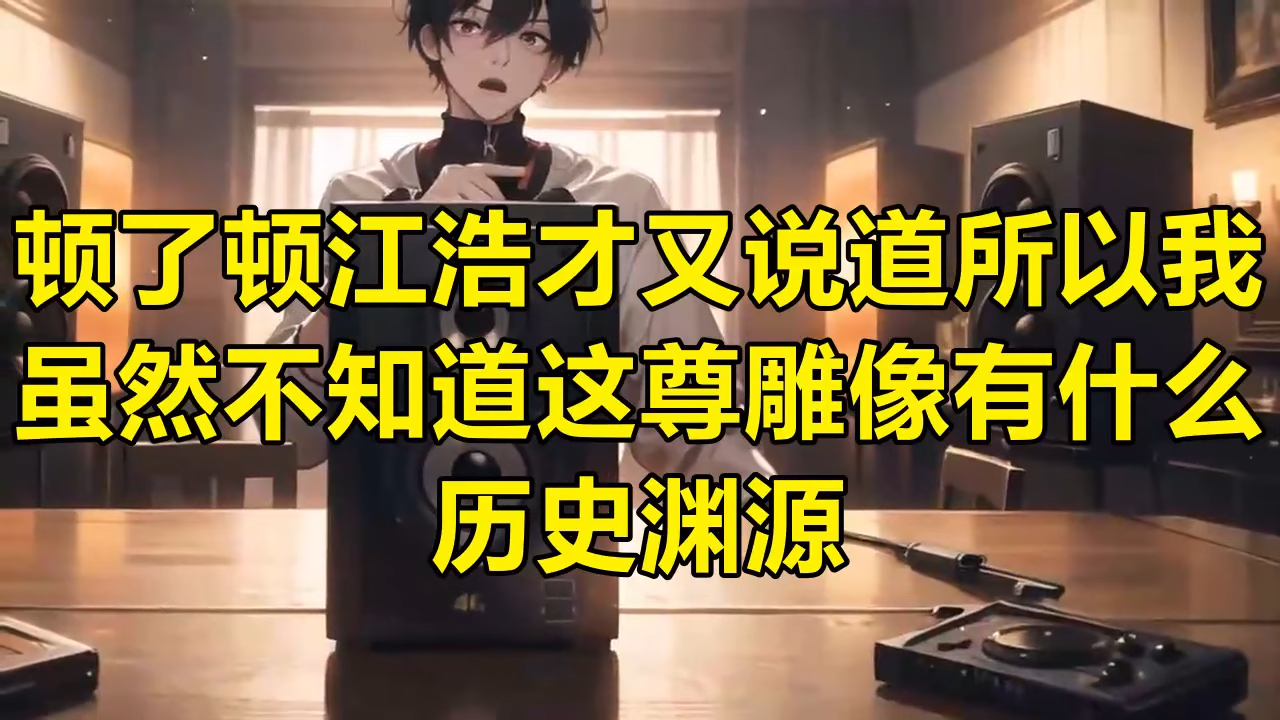 顿了顿江浩才又说道所以我
虽然不知道这尊雕像有什么
历史渊源